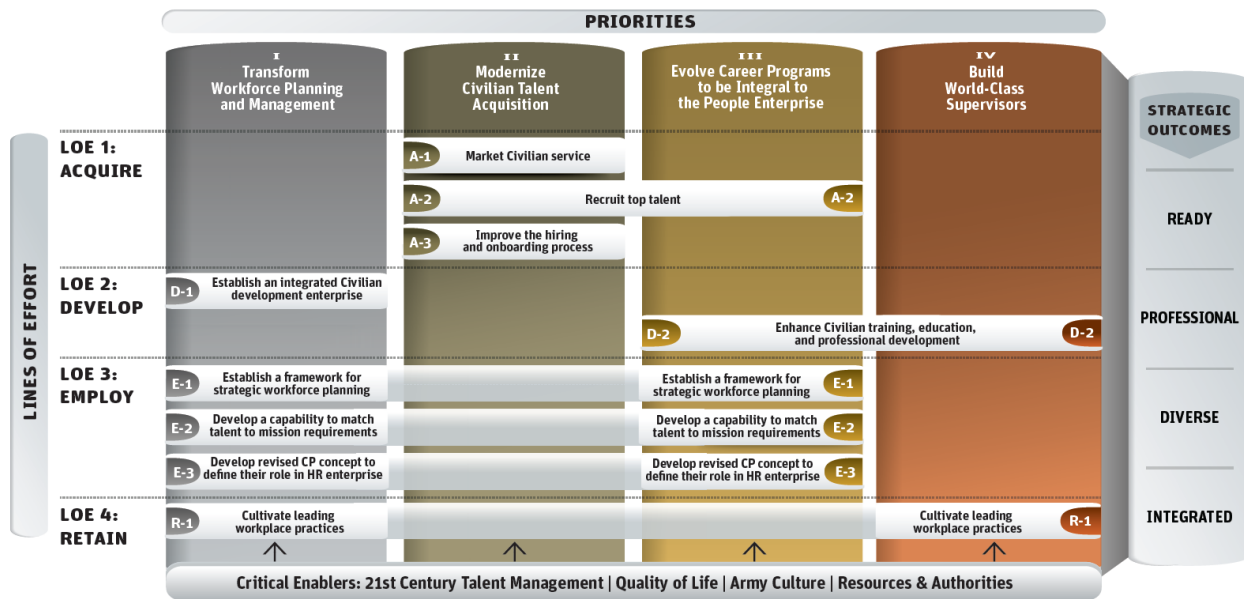 PRIORITIES
I
Transform
Workforce Planning
and Management
II
Modernize
Civilian Talent
Acquisition
III
Evolve Career Programs
to be Integral to
the People Enterprise
IV
Build
World-Class
Supervisors
STRATEGIC
OUTCOMES
READY
PROFESSIONAL
DIVERSE
INTEGRATED
LINES OF EFFORT
LOE 1:
ACQUIRE
A-1
Market Civilian service
A-2
Recruit top talent
A-2
A-3
Improve the hiring
and onboarding process
LOE 2:
DEVELOP
D-1
Establish an integrated Civilian
development enterprise
D-2
Enhance Civilian training, education,
and professional development
D-2
LOE 3:
EMPLOY
E-1
Establish a framework for
strategic workforce planning
Establish a framework for
strategic workforce planning
E-1
E-2
Develop a capability to match
talent to mission requirements
Develop a capability to match
talent to mission requirements
E-2
E-3
Develop revised CP concept to
define their role in HR enterprise
Develop revised CP concept to
define their role in HR enterprise
E-3
LOE 4:
RETAIN
R-1
Cultivate leading
workplace practices
Cultivate leading
workplace practices
R-1
Critical Enablers: 21st Century Talent Management | Quality of Life | Army Culture | Resources & Authorities